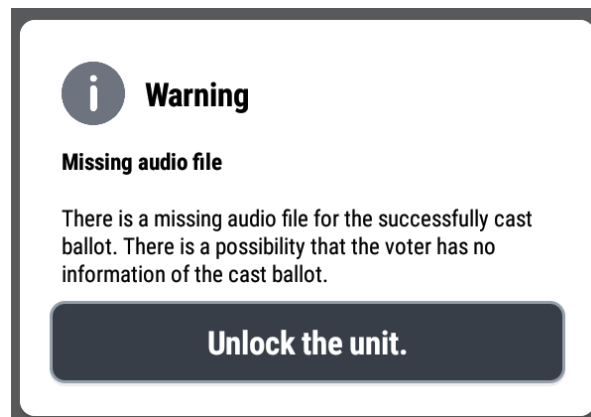 Warning
Missing audio file
There is a missing audio file for the successfully cast
ballot. There is a possibility that the voter has no
information of the cast ballot.
Unlock the unit.